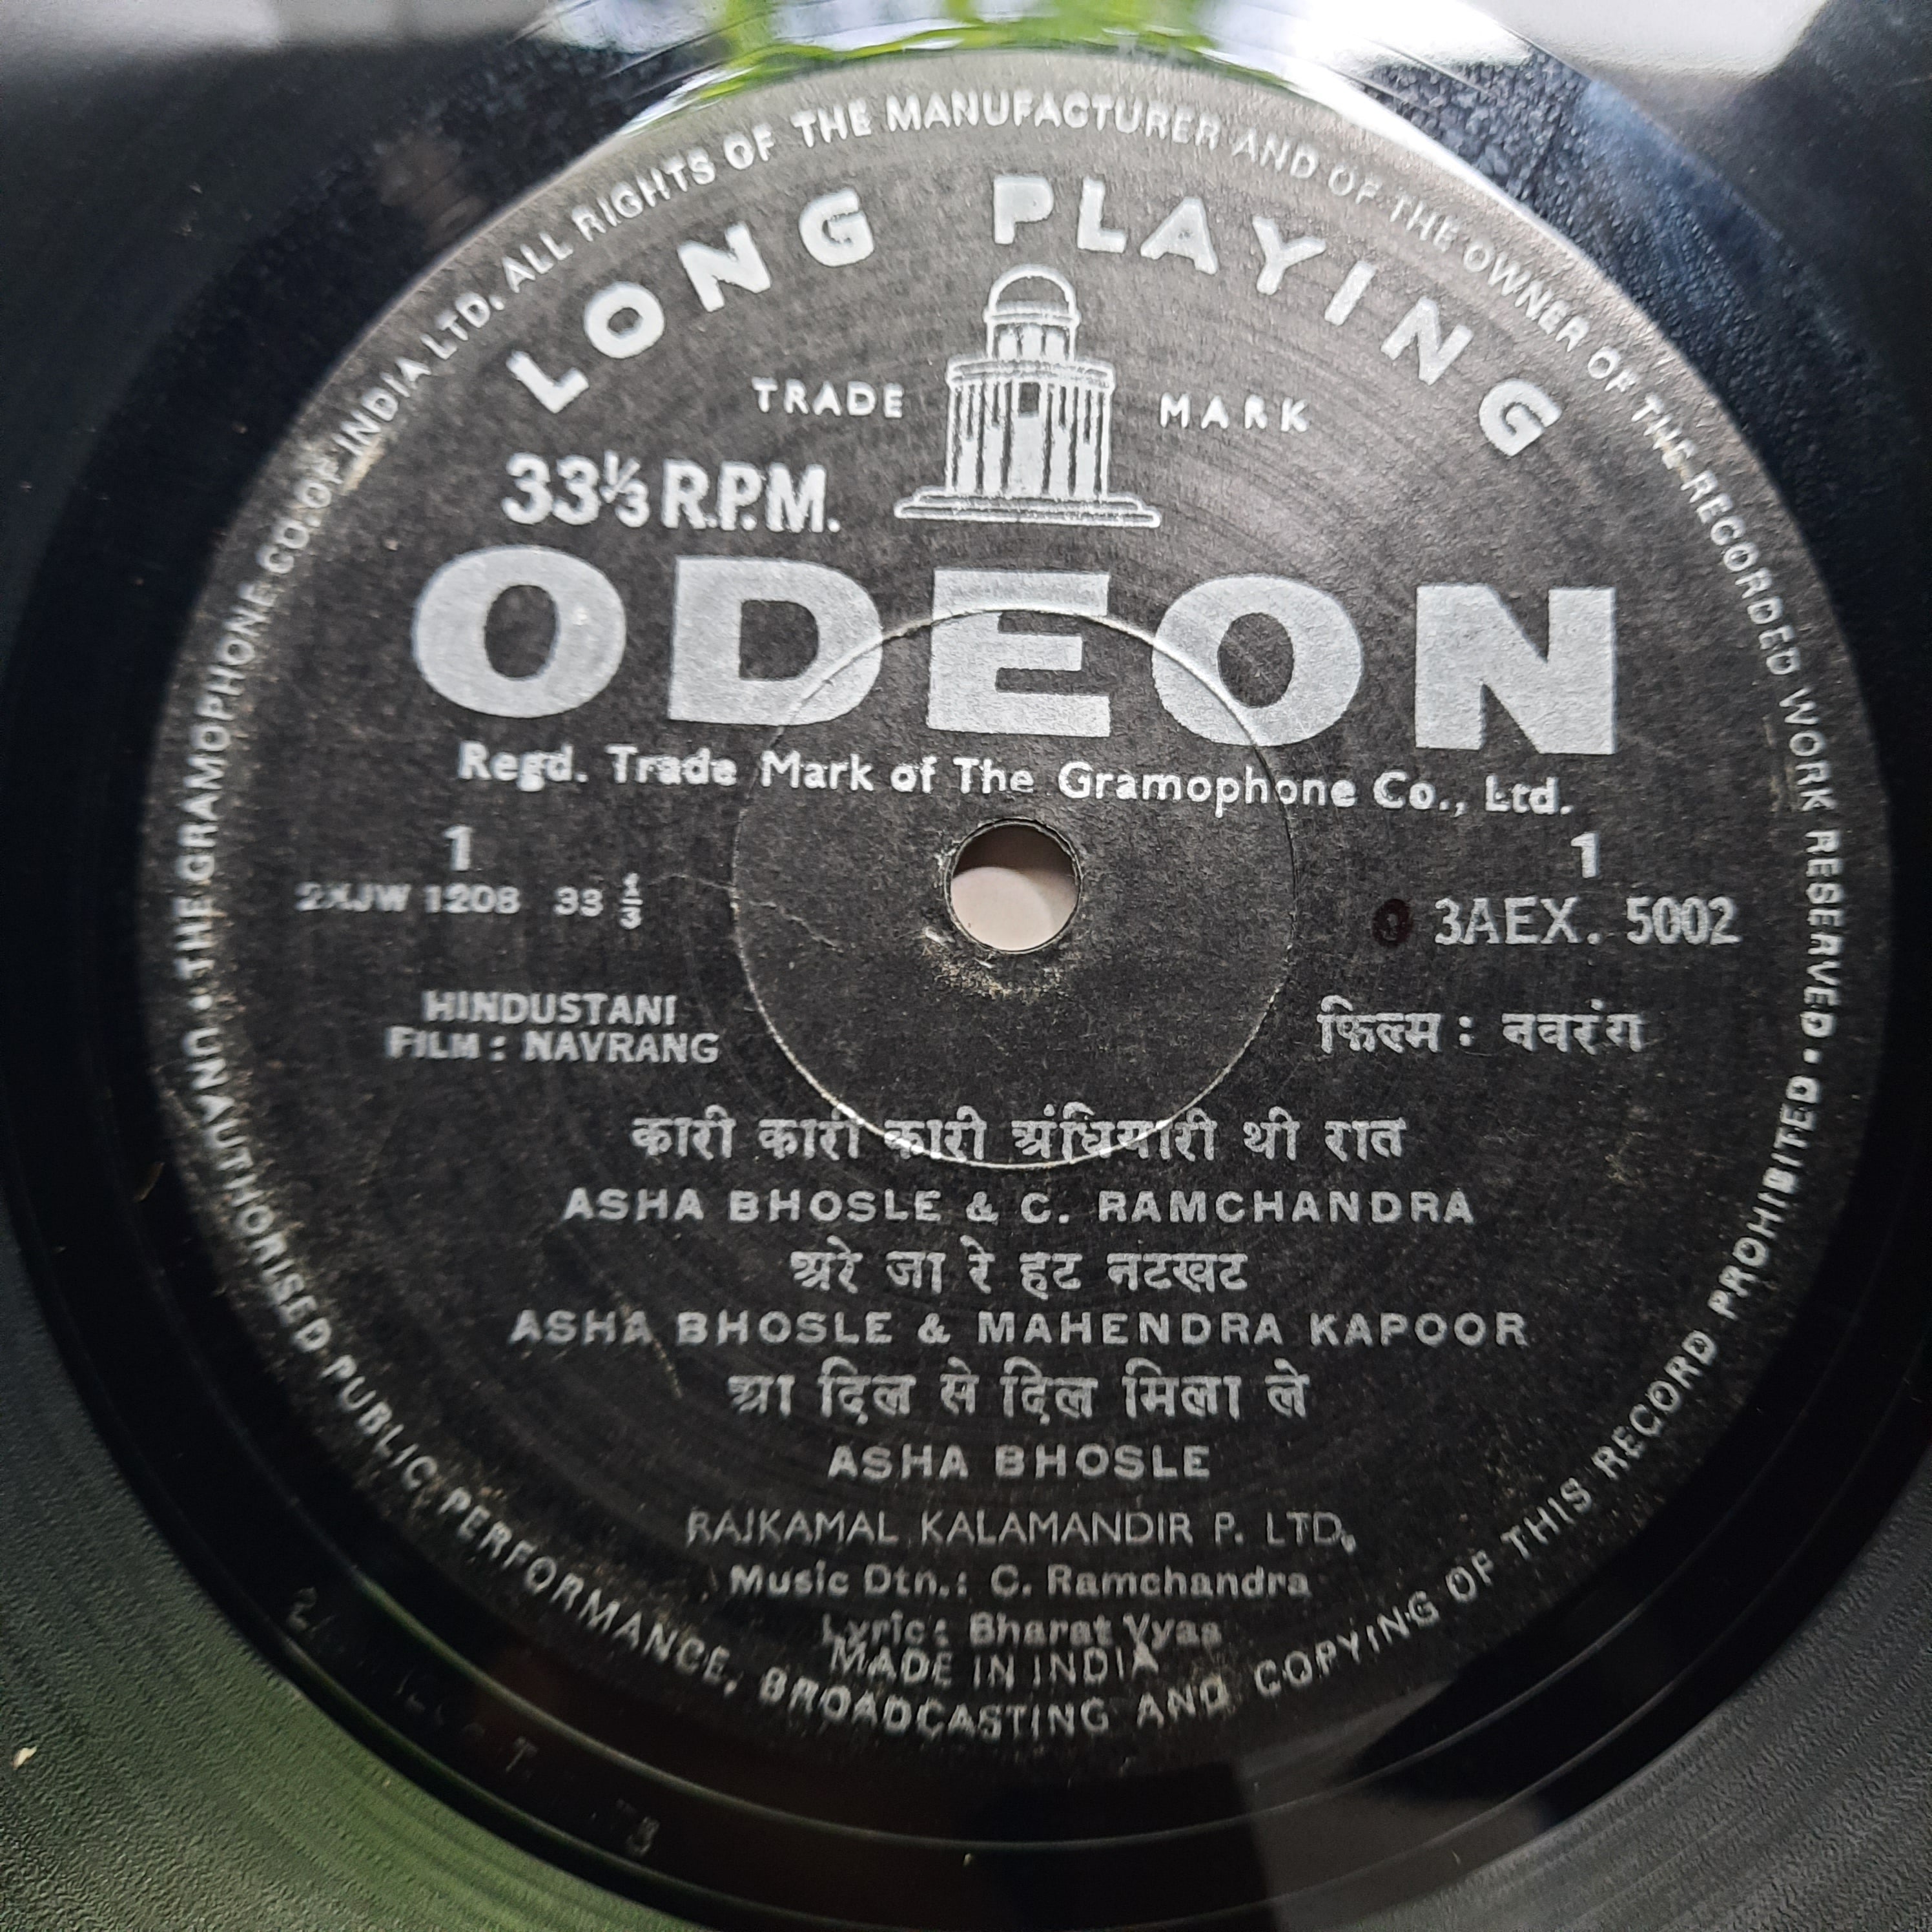 THE GRAMOPHONE CO. OF INDIA LTD. ALL RIGHTS OF THE MANUFACTURER AND OF THE OWNER OF THE RECORDED WORK RESERVED •
UNAUTHORISED PUBLIC PERFORMANCE, BROADCASTING AND COPYING OF THIS RECORD PROHIBITED •
LONG PLAYING
TRADE MARK
33⅓ R.P.M.
ODEON
Regd. Trade Mark of The Gramophone Co., Ltd.
1 1
2XJW 1208 33 1/3 3AEX. 5002
HINDUSTANI
FILM : NAVRANG फिल्म : नवरंग
कारी कारी कारी अंधियारी थी रात
ASHA BHOSLE & C. RAMCHANDRA
अरे जा रे हट नटखट
ASHA BHOSLE & MAHENDRA KAPOOR
आ दिल से दिल मिला ले
ASHA BHOSLE
RAJKAMAL KALAMANDIR P. LTD.
Music Dtn.: C. Ramchandra
Lyric: Bharat Vyas
MADE IN INDIA